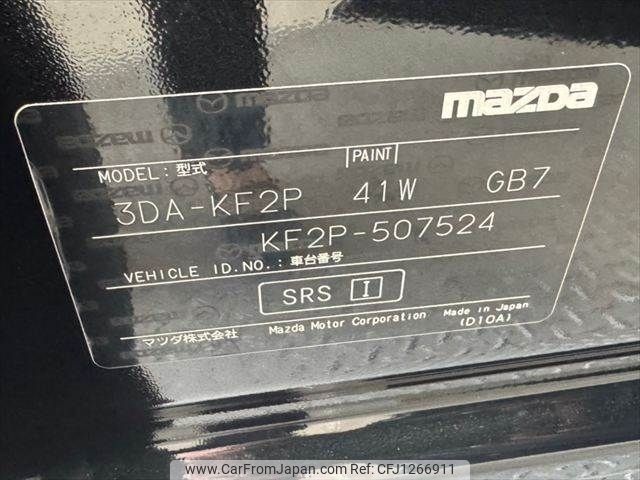 mazda
MODEL : 型式
PAINT
3DA-KF2P 41W GB7
KF2P-507524
VEHICLE ID.NO. : 車台番号
SRS I
マツダ株式会社 Mazda Motor Corporation Made in Japan
(D10A)
www.CarFromJapan.com | © CarFromJapan | CFJ1266911